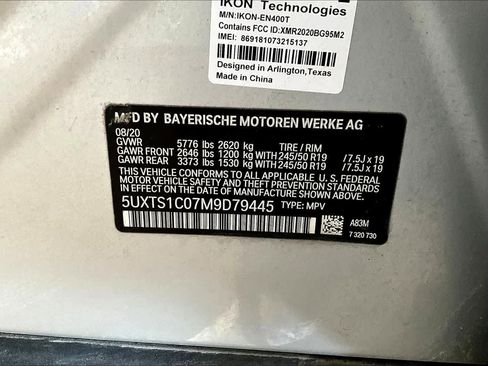 IKON Technologies
M/N:IKON-EN400T
Contains FCC ID:XMR2020BG95M2
IMEI: 869181073215137
Designed in Arlington,Texas
Made in China
MFD BY BAYERISCHE MOTOREN WERKE AG
08/20
GVWR 5776 lbs 2620 kg TIRE / RIM
GAWR FRONT 2646 lbs 1200 kg WITH:245/50 R19 /7.5J x 19
GAWR REAR 3373 lbs 1530 kg WITH:245/50 R19 /7.5J x 19
THIS VEHICLE CONFORMS TO ALL APPLICABLE U.S. FEDERAL
MOTOR VEHICLE SAFETY, BUMPER, AND THEFT PREVENTION
STANDARDS IN EFFECT ON THE DATE OF MANUFACTURE SHOWN ABOVE.
5UXTS1C07M9D79445 TYPE: MPV
A83M
7 320 730